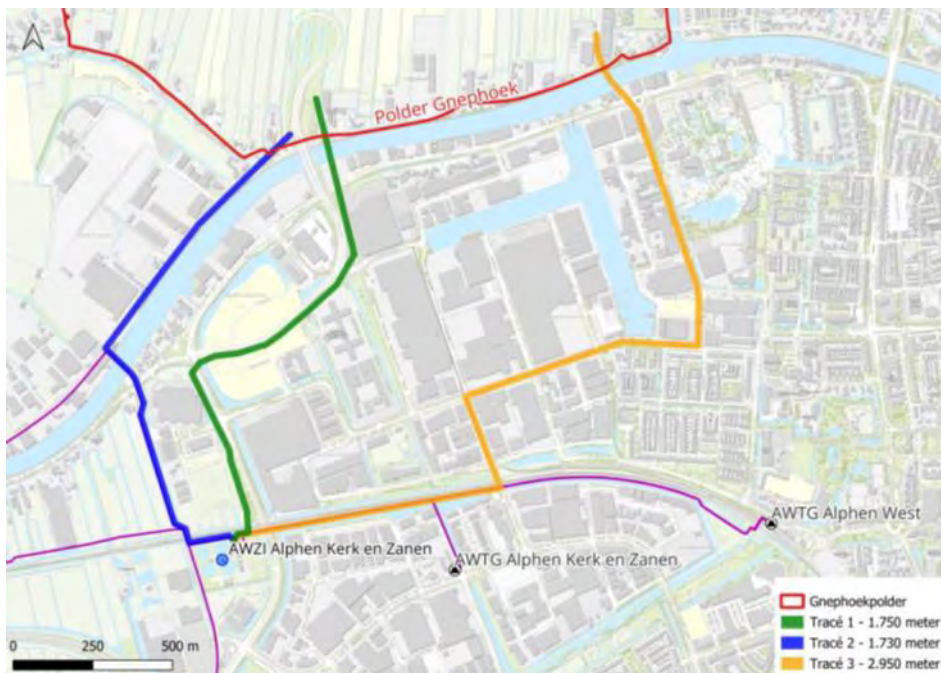 Polder Gnephoek
AWTG Alphen West
AWZI Alphen Kerk en Zanen
AWTG Alphen Kerk en Zanen
Gnephoekpolder
Tracé 1 - 1.750 meter
Tracé 2 - 1.730 meter
Tracé 3 - 2.950 meter
0 250 500 m